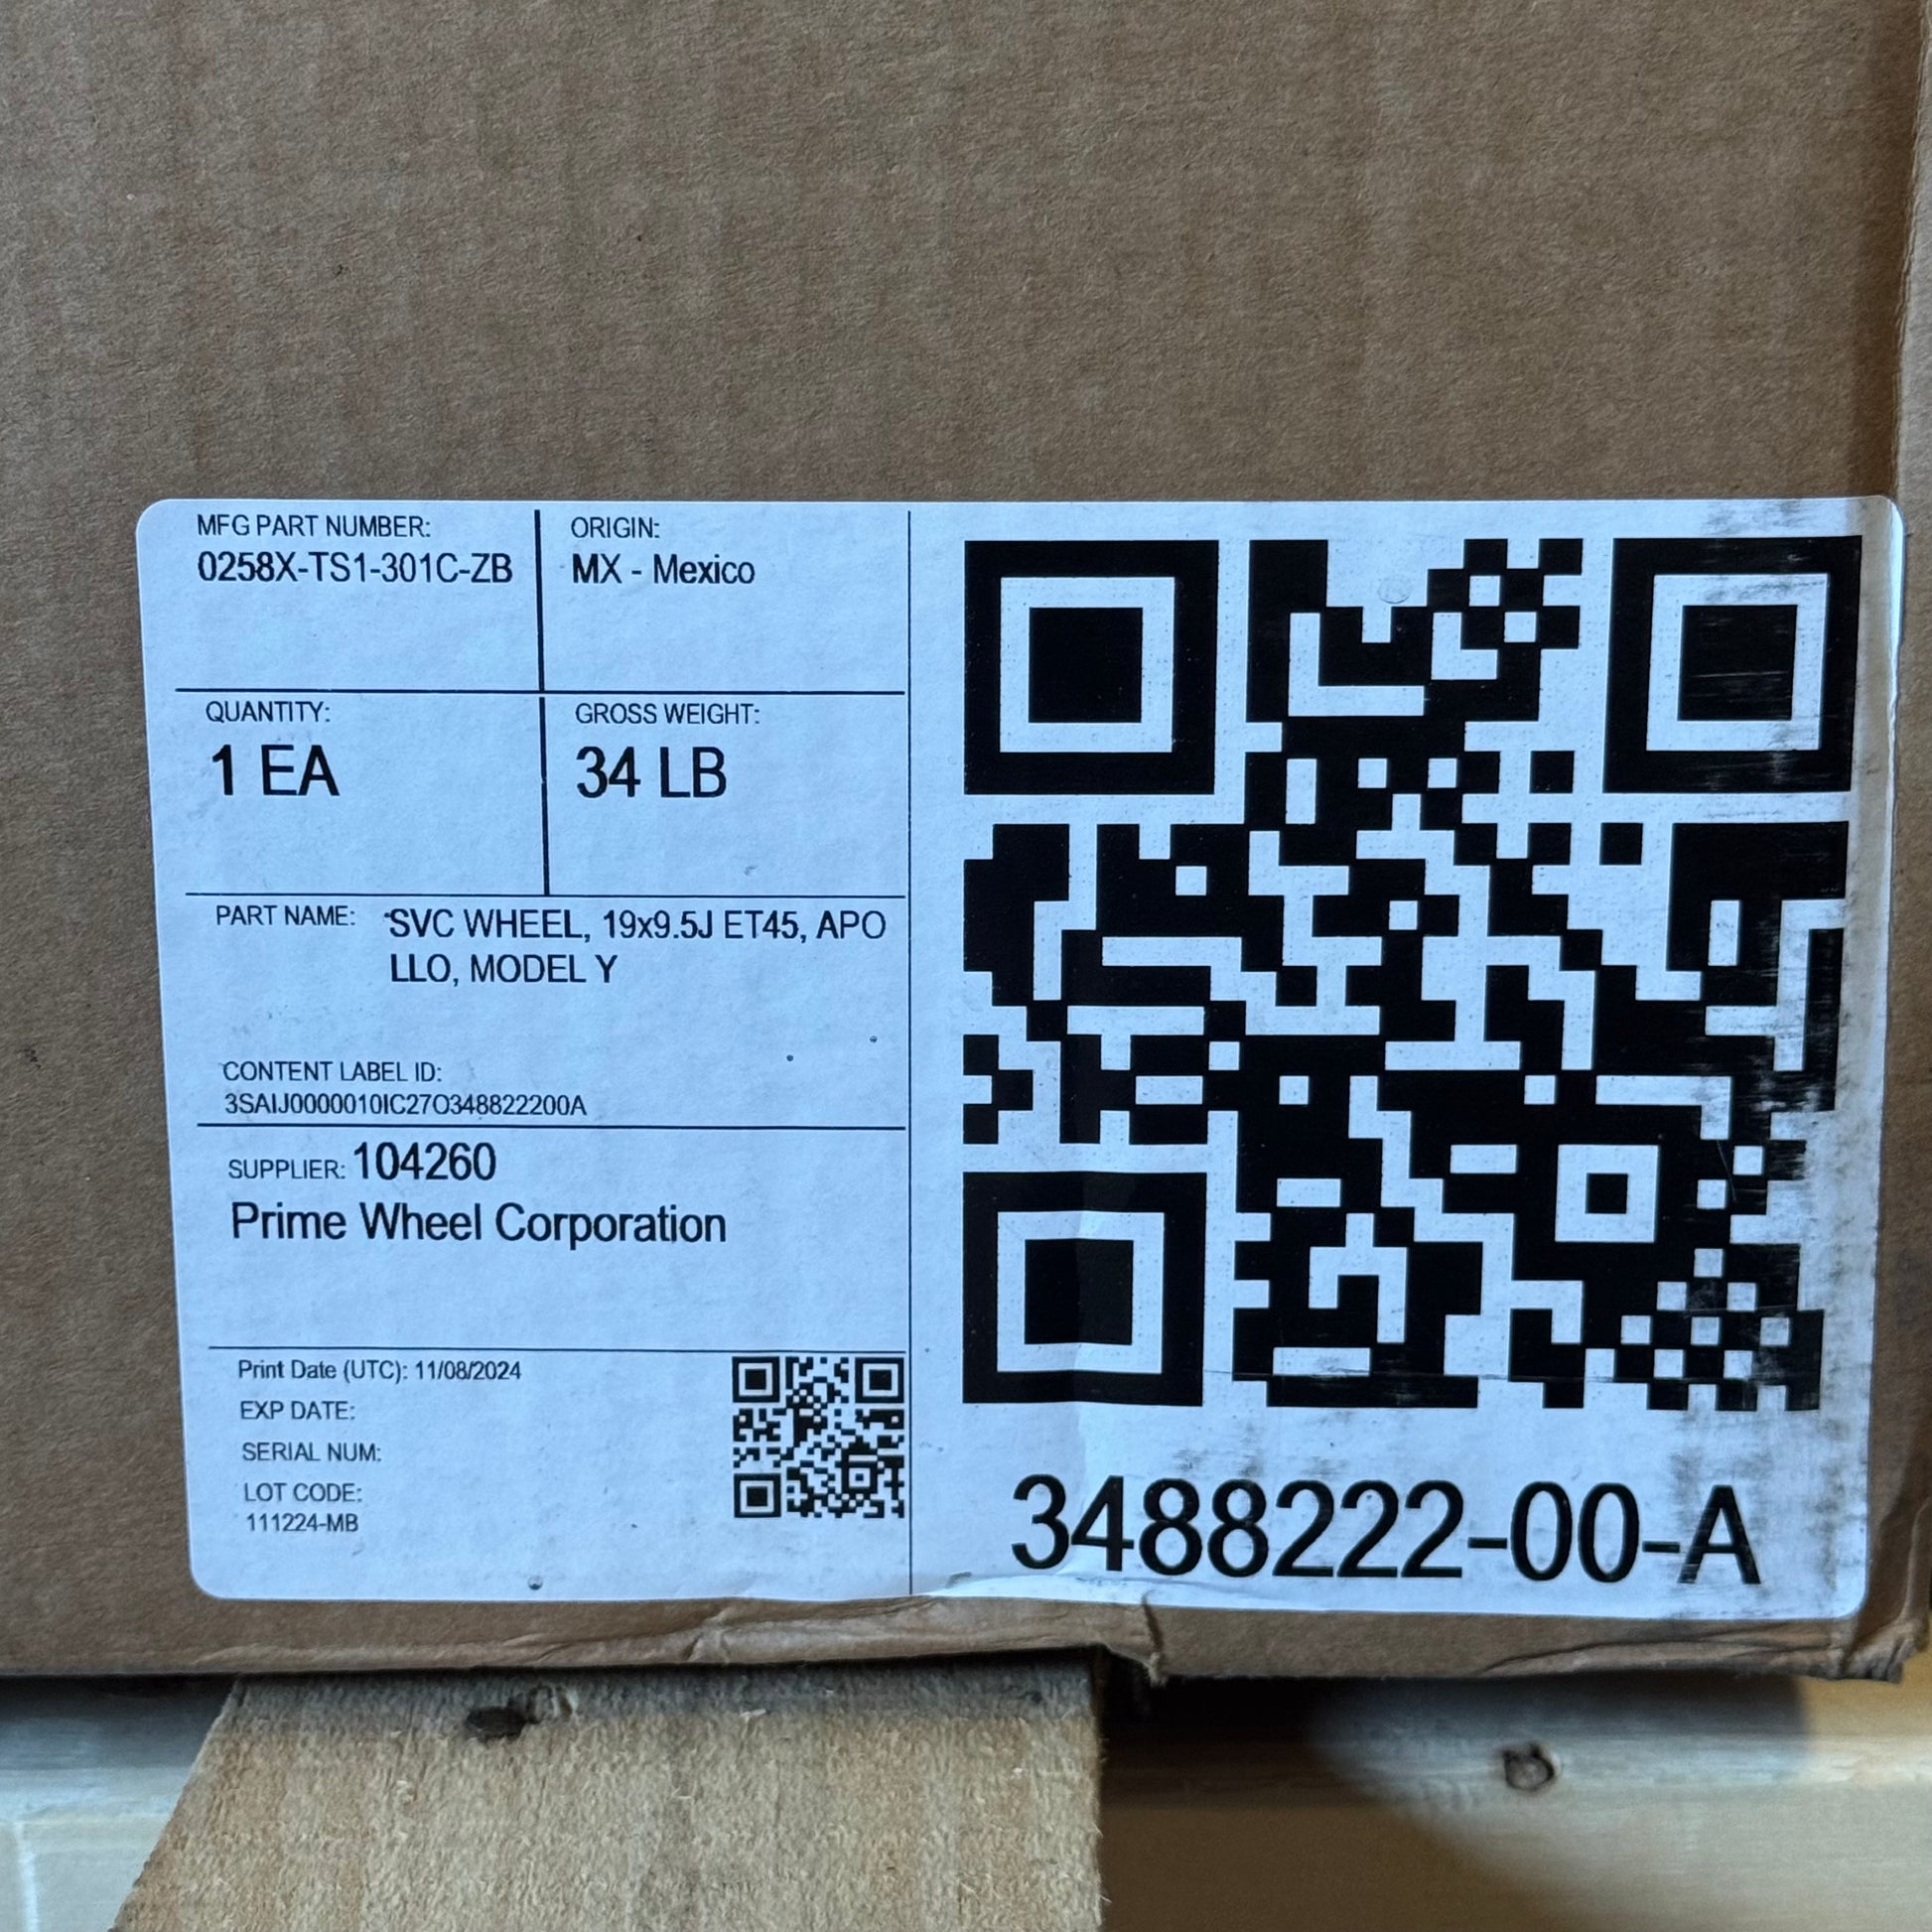 MFG PART NUMBER:
0258X-TS1-301C-ZB
ORIGIN:
MX - Mexico
QUANTITY:
1 EA
GROSS WEIGHT:
34 LB
PART NAME: SVC WHEEL, 19x9.5J ET45, APO
LLO, MODEL Y
CONTENT LABEL ID:
3SAIJ0000010IC27O348822200A
SUPPLIER: 104260
Prime Wheel Corporation
Print Date (UTC): 11/08/2024
EXP DATE:
SERIAL NUM:
LOT CODE:
111224-MB
3488222-00-A